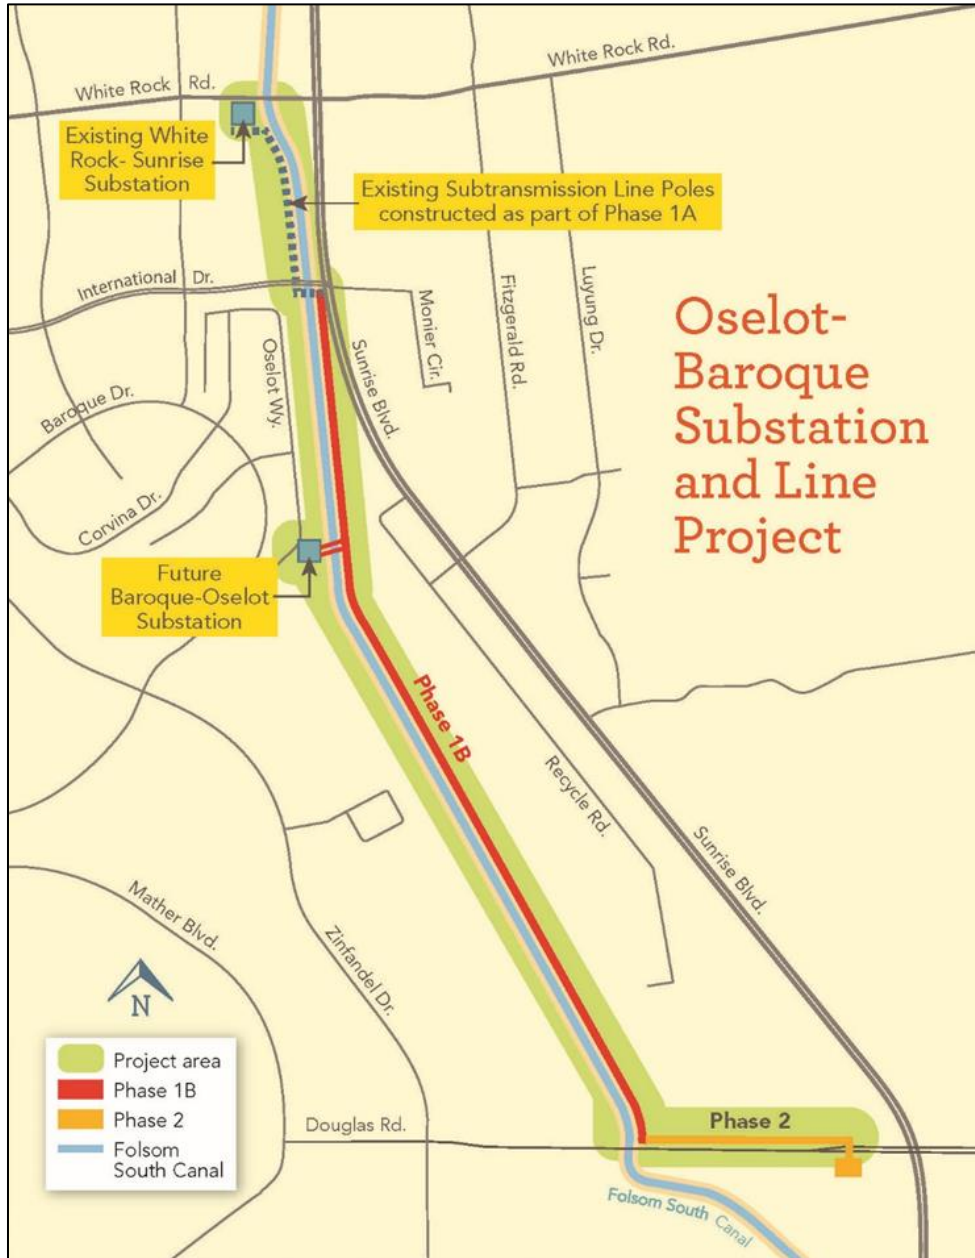 White Rock Rd.
White Rock Rd.
Existing White
Rock- Sunrise
Substation
Existing Subtransmission Line Poles
constructed as part of Phase 1A
International Dr.
Monier Cir.
Fitzgerald Rd.
Luyung Dr.
Oselot-
Baroque
Substation
and Line
Project
Sunrise Blvd.
Oselot Wy.
Baroque Dr.
Corvina Dr.
Future
Baroque-Oselot
Substation
Phase 1B
Recycle Rd.
Sunrise Blvd.
Mather Blvd.
Zinfandel Dr.
N
Project area
Phase 1B
Phase 2
Folsom
South Canal
Douglas Rd.
Phase 2
Folsom South Canal